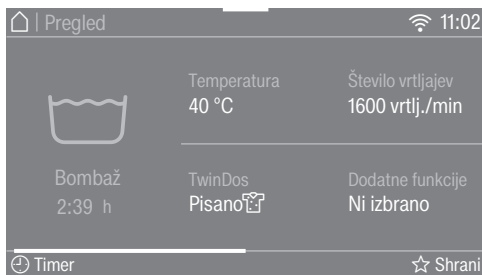 | Pregled 11:02
Temperatura
40 °C
Število vrtljajev
1600 vrtlj./min
Bombaž
2:39 h
TwinDos
Pisano
Dodatne funkcije
Ni izbrano
Timer
Shrani